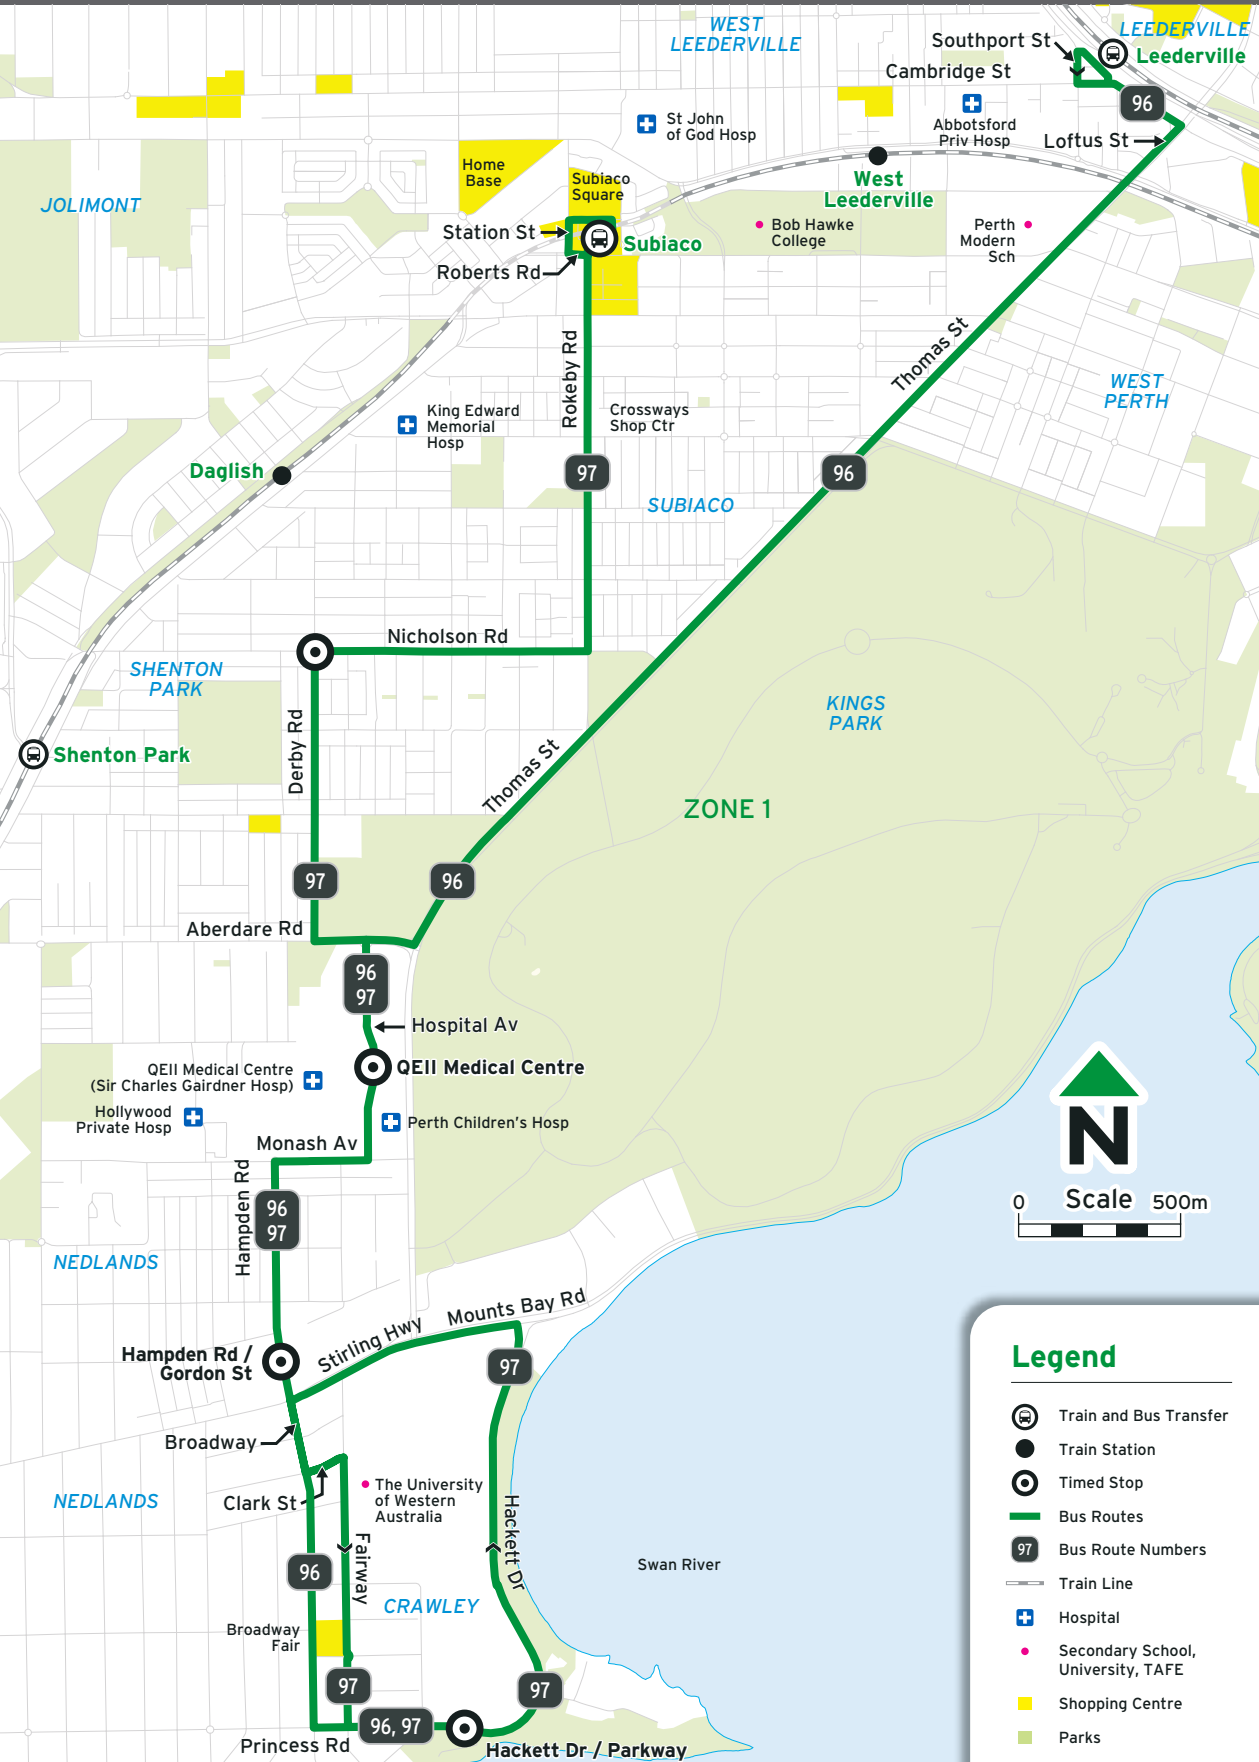 WEST
LEEDERVILLE
LEEDERVILLE
Southport St
Leederville
Cambridge St
96
St John
of God Hosp
Abbotsford
Priv Hosp
Loftus St
Home
Base
Subiaco
Square
West
Leederville
JOLIMONT
Station St
Subiaco
Bob Hawke
College
Perth
Modern
Sch
Roberts Rd
Rokeby Rd
Thomas St
WEST
PERTH
King Edward
Memorial
Hosp
Crossways
Shop Ctr
Daglish
97
96
SUBIACO
Nicholson Rd
SHENTON
PARK
KINGS
PARK
Shenton Park
Derby Rd
Thomas St
ZONE 1
97
96
Aberdare Rd
96
97
Hospital Av
QEII Medical Centre
QEII Medical Centre
(Sir Charles Gairdner Hosp)
Hollywood
Private Hosp
Perth Children's Hosp
Monash Av
Hampden Rd
96
97
N
0 Scale 500m
NEDLANDS
Mounts Bay Rd
Stirling Hwy
Hampden Rd /
Gordon St
97
Broadway
NEDLANDS
Clark St
The University
of Western
Australia
Hackett Dr
Fairway
96
Swan River
CRAWLEY
Broadway
Fair
97
97
96, 97
Princess Rd
Hackett Dr / Parkway
Legend
Train and Bus Transfer
Train Station
Timed Stop
Bus Routes
97
Bus Route Numbers
Train Line
Hospital
Secondary School,
University, TAFE
Shopping Centre
Parks